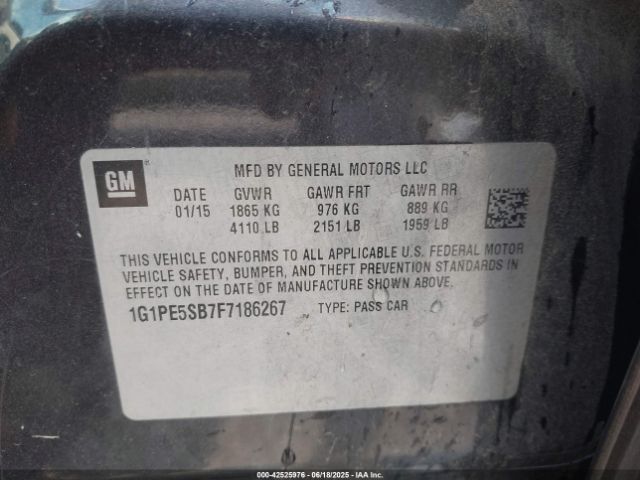 GM
MFD BY GENERAL MOTORS LLC
DATE GVWR GAWR FRT GAWR RR
01/15 1865 KG 976 KG 889 KG
4110 LB 2151 LB 1959 LB
THIS VEHICLE CONFORMS TO ALL APPLICABLE U.S. FEDERAL MOTOR
VEHICLE SAFETY, BUMPER, AND THEFT PREVENTION STANDARDS IN
EFFECT ON THE DATE OF MANUFACTURE SHOWN ABOVE.
1G1PE5SB7F7186267 TYPE: PASS CAR
000-42525976 - 06/18/2025 - IAA Inc.